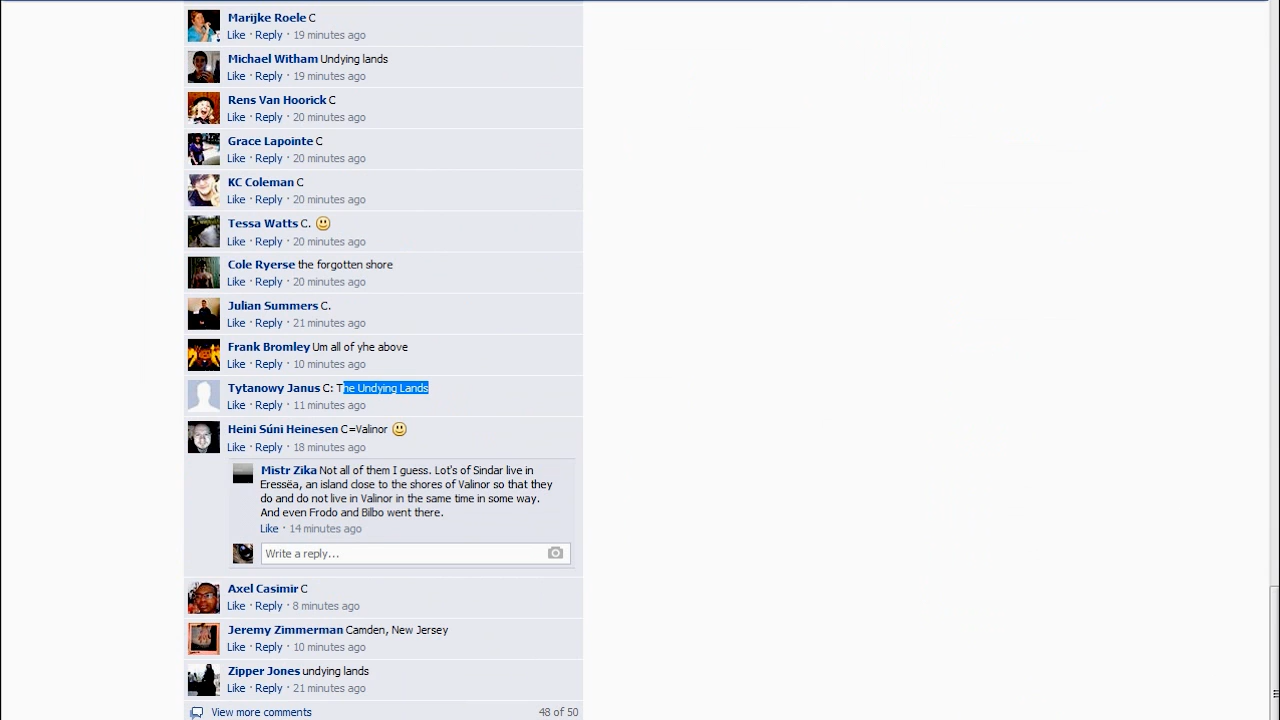 Marijke Roele C
Like · Reply · 19 minutes ago
Michael Witham Undying lands
Like · Reply · 19 minutes ago
Rens Van Hoorick C
Like · Reply · 20 minutes ago
Grace Lapointe C
Like · Reply · 20 minutes ago
KC Coleman C
Like · Reply · 20 minutes ago
Tessa Watts C. 😃
Like · Reply · 20 minutes ago
Cole Ryerse the forgotten shore
Like · Reply · 20 minutes ago
Julian Summers C.
Like · Reply · 21 minutes ago
Frank Bromley Um all of yhe above
Like · Reply · 10 minutes ago
Tytanowy Janus C: The Undying Lands
Like · Reply · 11 minutes ago
Heini Súni Heinesen C=Valinor 😃
Like · Reply · 18 minutes ago
Mistr Zika Not all of them I guess. Lot's of Sindar live in
Eressëa, an island close to the shores of Valinor so that they
do and do not live in Valinor in the same time in some way.
And even Frodo and Bilbo went there.
Like · 14 minutes ago
Write a reply...
Axel Casimir C
Like · Reply · 8 minutes ago
Jeremy Zimmerman Camden, New Jersey
Like · Reply · 10 minutes ago
Zipper Jones undying lands
Like · Reply · 21 minutes ago
View more comments 48 of 50